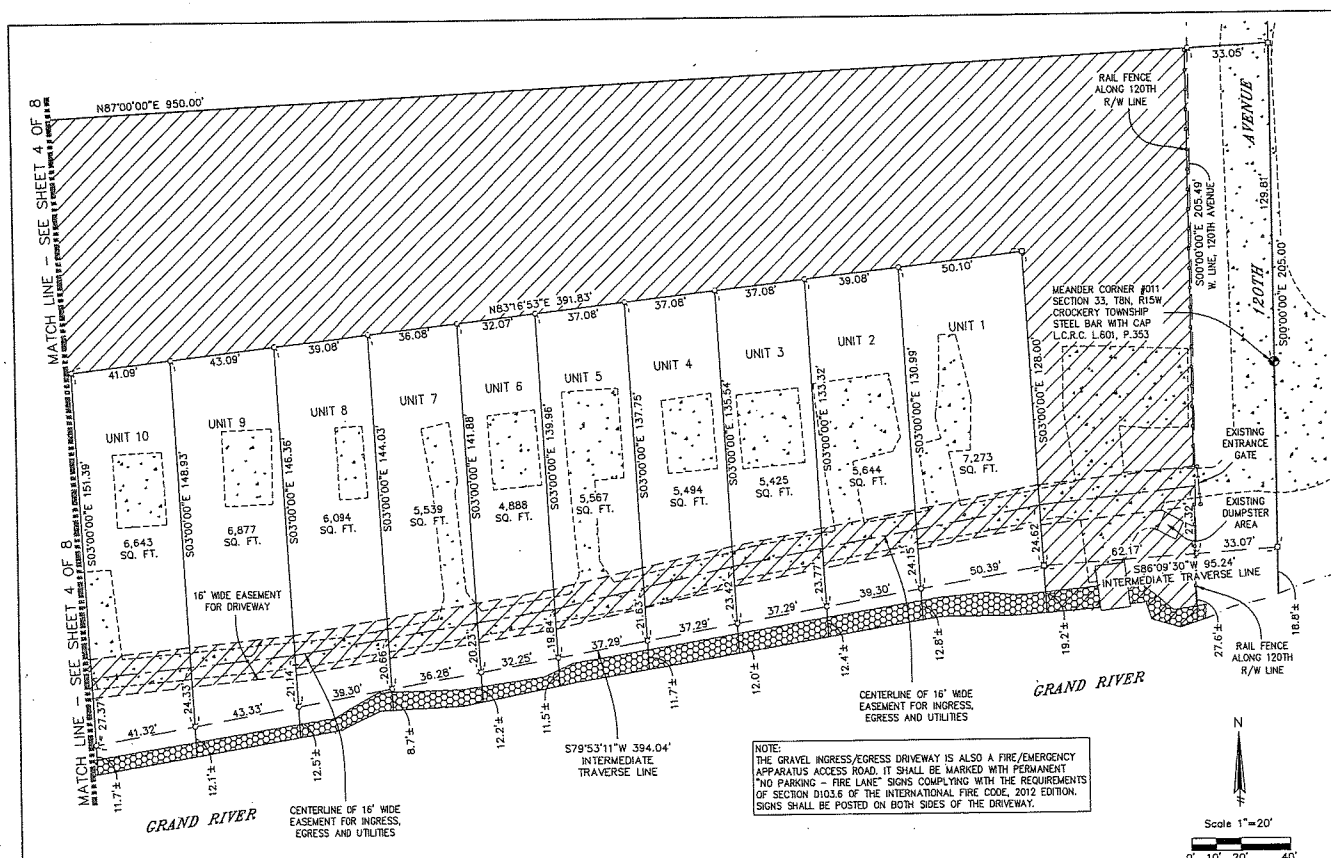 MATCH LINE – SEE SHEET 4 OF 8
N87°00'00"E 950.00'
33.05'
RAIL FENCE
ALONG 120TH
R/W LINE
120TH AVENUE
129.81'
S00°00'00"E 205.49'
W. LINE, 120TH AVENUE
S00°00'00"E 205.00'
MEANDER CORNER #011
SECTION 33, T8N, R15W
CROCKERY TOWNSHIP
STEEL BAR WITH CAP
L.C.R.C. L.601, P.353
N83°16'53"E 391.83'
41.09'
43.09'
39.08'
36.08'
32.07'
37.08'
37.08'
37.08'
39.08'
50.10'
UNIT 10
UNIT 9
UNIT 8
UNIT 7
UNIT 6
UNIT 5
UNIT 4
UNIT 3
UNIT 2
UNIT 1
S03°00'00"E 151.39'
S03°00'00"E 148.93'
S03°00'00"E 146.36'
S03°00'00"E 144.03'
S03°00'00"E 141.88'
S03°00'00"E 139.96'
S03°00'00"E 137.75'
S03°00'00"E 135.54'
S03°00'00"E 133.32'
S03°00'00"E 130.99'
S03°00'00"E 128.00'
6,643
SQ. FT.
6,877
SQ. FT.
6,094
SQ. FT.
5,539
SQ. FT.
4,888
SQ. FT.
5,567
SQ. FT.
5,494
SQ. FT.
5,425
SQ. FT.
5,644
SQ. FT.
7,273
SQ. FT.
EXISTING
ENTRANCE
GATE
EXISTING
DUMPSTER
AREA
16' WIDE EASEMENT
FOR DRIVEWAY
27.37'
24.33'
21.14'
20.66'
20.23'
19.84'
21.63'
23.42'
23.77'
24.15'
24.62'
27.32'
41.32'
43.33'
39.30'
36.28'
32.25'
37.29'
37.29'
37.29'
39.30'
50.39'
62.17'
33.07'
S86°09'30"W 95.24'
INTERMEDIATE TRAVERSE LINE
11.7'±
12.1'±
12.5'±
8.7'±
12.2'±
11.5'±
11.7'±
12.0'±
12.4'±
12.8'±
19.2'±
27.6'±
18.8'±
RAIL FENCE
ALONG 120TH
R/W LINE
GRAND RIVER
GRAND RIVER
S79°53'11"W 394.04'
INTERMEDIATE
TRAVERSE LINE
CENTERLINE OF 16' WIDE
EASEMENT FOR INGRESS,
EGRESS AND UTILITIES
CENTERLINE OF 16' WIDE
EASEMENT FOR INGRESS,
EGRESS AND UTILITIES
NOTE:
THE GRAVEL INGRESS/EGRESS DRIVEWAY IS ALSO A FIRE/EMERGENCY
APPARATUS ACCESS ROAD. IT SHALL BE MARKED WITH PERMANENT
"NO PARKING – FIRE LANE" SIGNS COMPLYING WITH THE REQUIREMENTS
OF SECTION D103.6 OF THE INTERNATIONAL FIRE CODE, 2012 EDITION.
SIGNS SHALL BE POSTED ON BOTH SIDES OF THE DRIVEWAY.
N
Scale 1"=20'
0' 10' 20' 40'
MATCH LINE – SEE SHEET 4 OF 8